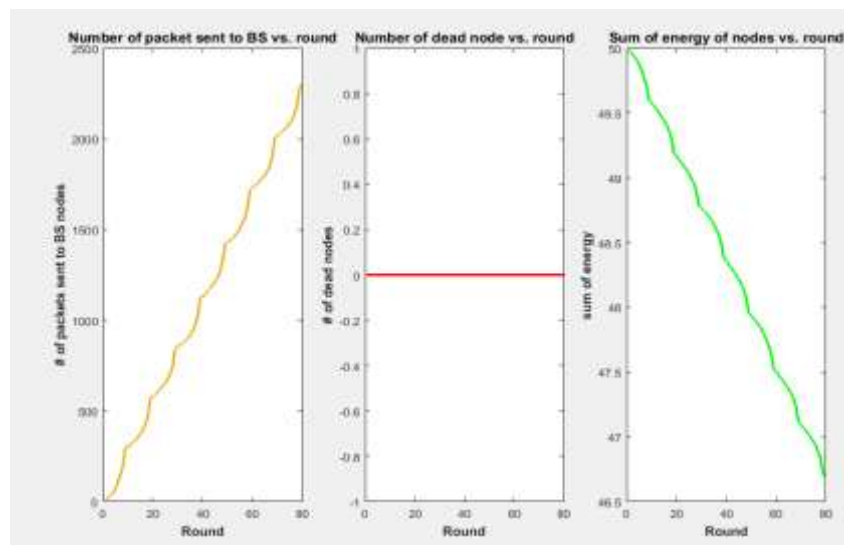 Number of packet sent to BS vs. round
2500
2000
1500
1000
500
0
# of packets sent to BS nodes
0 20 40 60 80
Round
Number of dead node vs. round
1
0.8
0.6
0.4
0.2
0
-0.2
-0.4
-0.6
-0.8
-1
# of dead nodes
0 20 40 60 80
Round
Sum of energy of nodes vs. round
50
49.5
49
48.5
48
47.5
47
46.5
sum of energy
0 20 40 60 80
Round